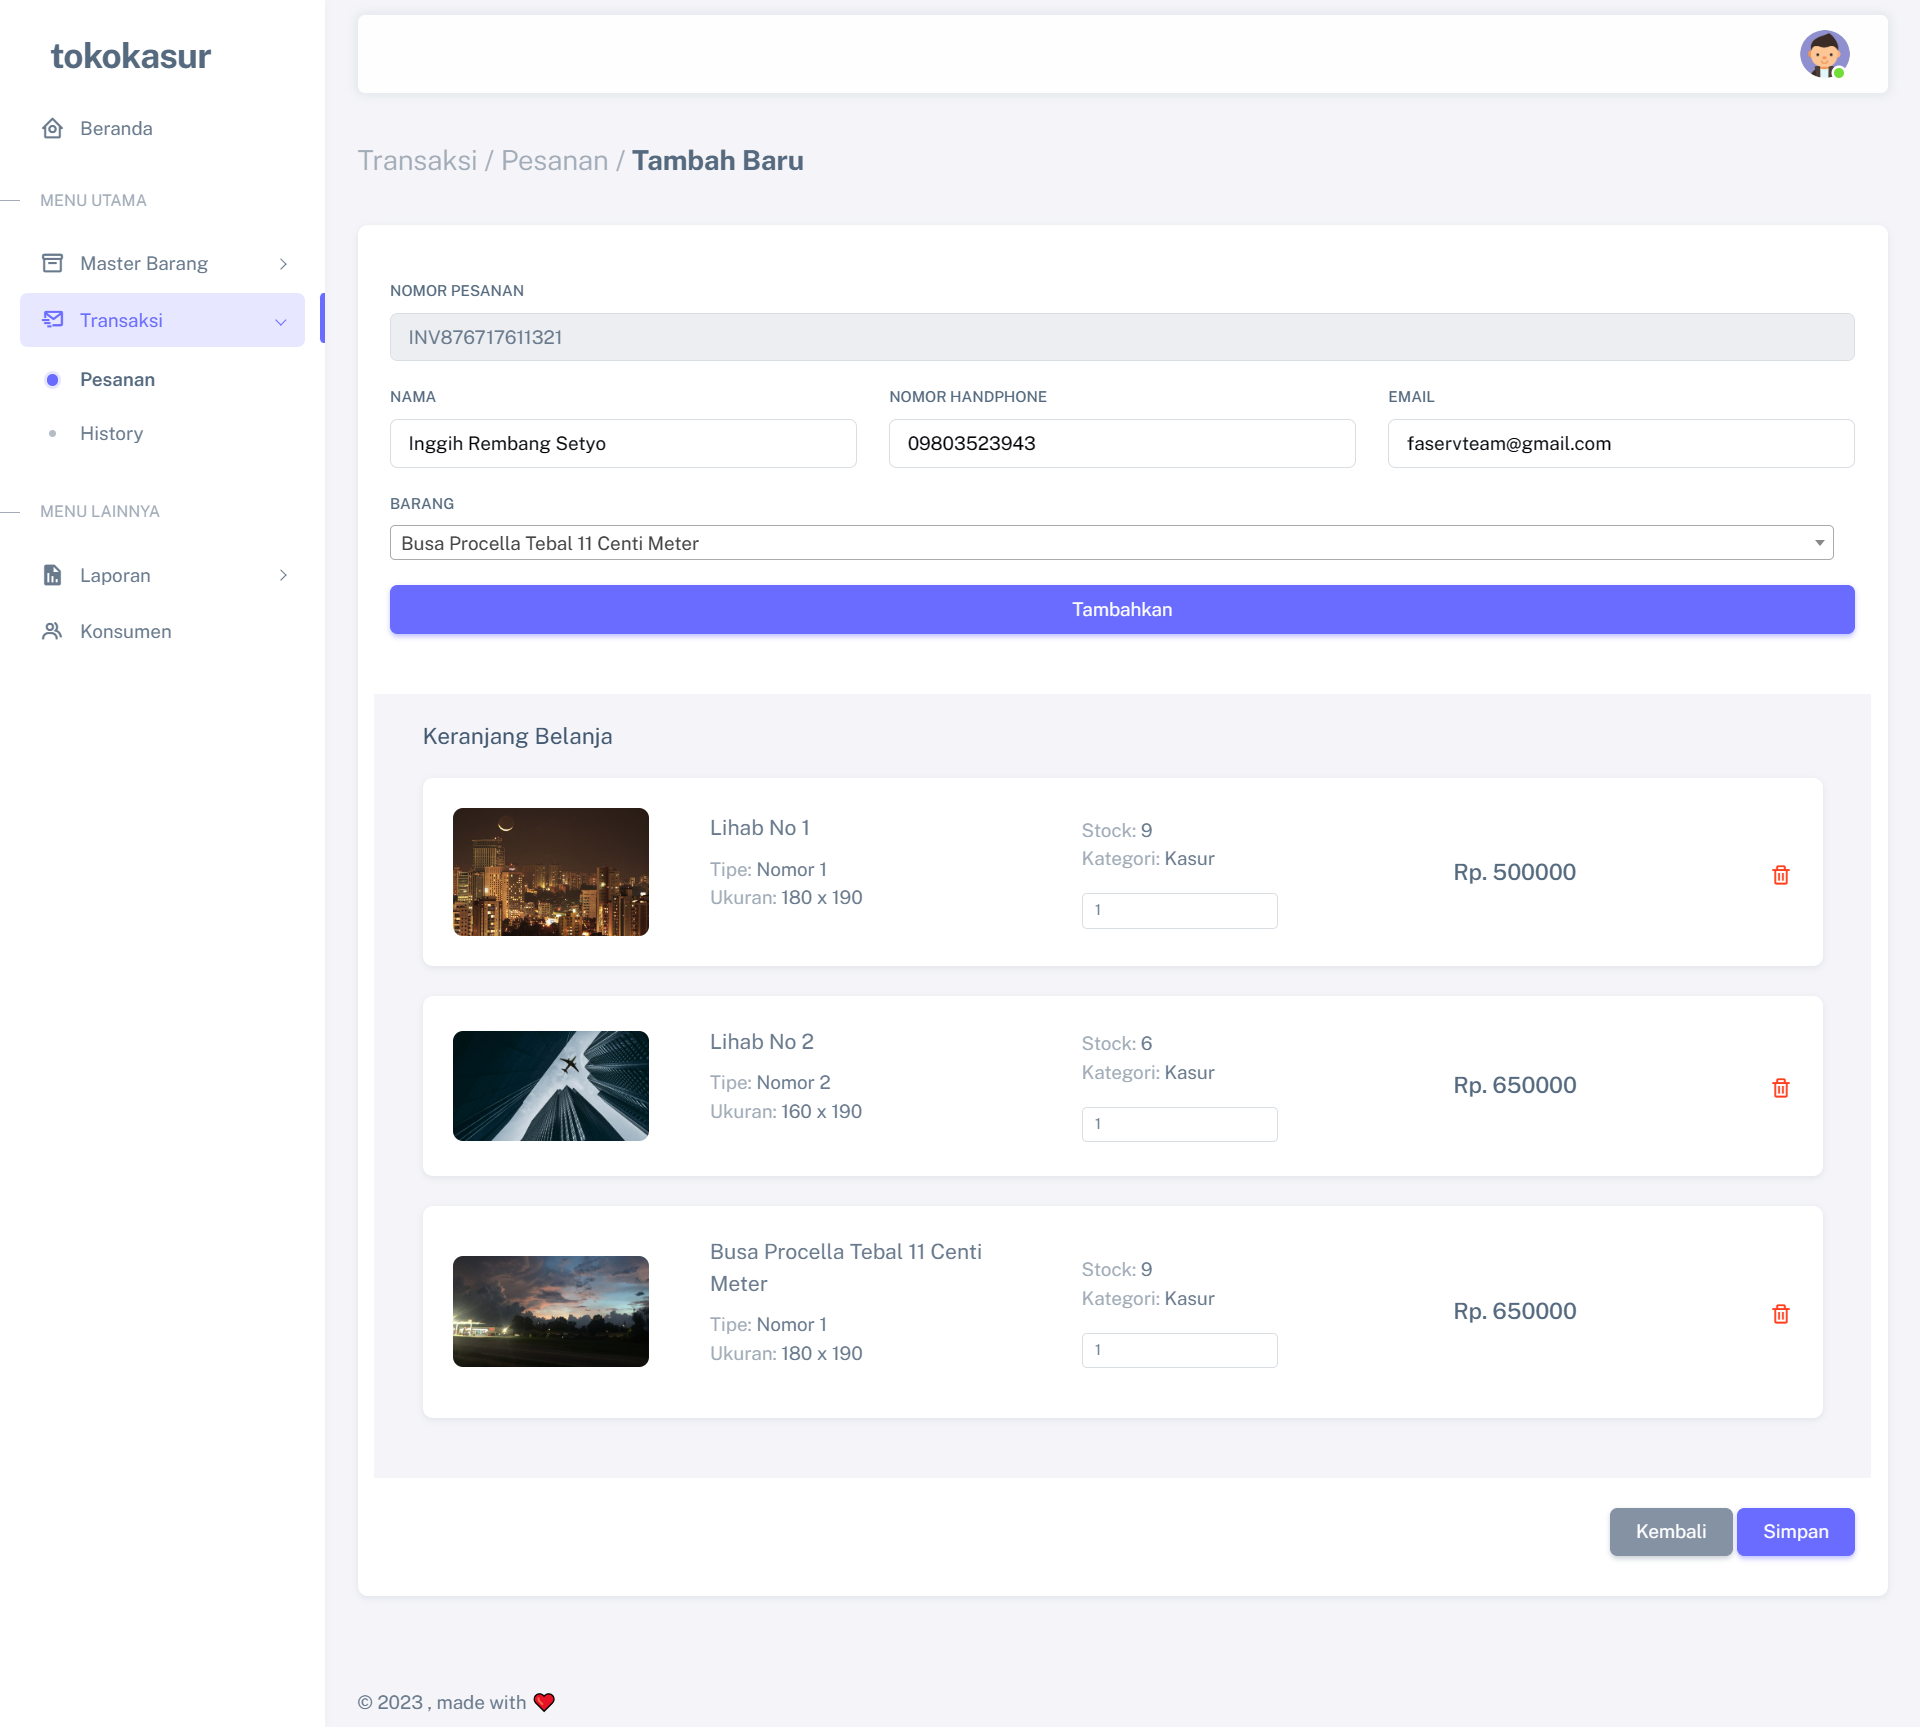 tokokasur
Beranda
MENU UTAMA
Master Barang
Transaksi
Pesanan
History
MENU LAINNYA
Laporan
Konsumen
Transaksi / Pesanan / Tambah Baru
NOMOR PESANAN
INV876717611321
NAMA
Inggih Rembang Setyo
NOMOR HANDPHONE
09803523943
EMAIL
faservteam@gmail.com
BARANG
Busa Procella Tebal 11 Centi Meter
Tambahkan
Keranjang Belanja
Lihab No 1
Tipe: Nomor 1
Ukuran: 180 x 190
Stock: 9
Kategori: Kasur
1
Rp. 500000
Lihab No 2
Tipe: Nomor 2
Ukuran: 160 x 190
Stock: 6
Kategori: Kasur
1
Rp. 650000
Busa Procella Tebal 11 Centi
Meter
Tipe: Nomor 1
Ukuran: 180 x 190
Stock: 9
Kategori: Kasur
1
Rp. 650000
Kembali
Simpan
© 2023 , made with ❤️